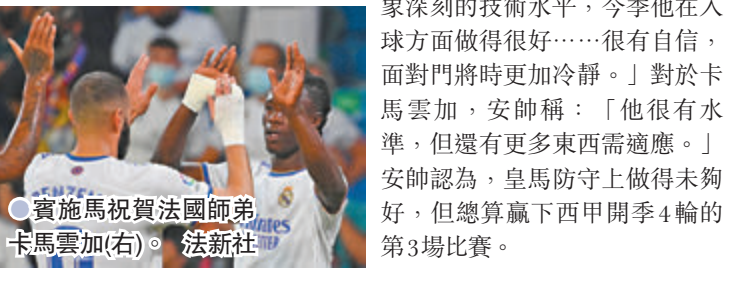 象深刻的技術水平，今季他在入
球方面做得很好……很有自信，
面對門將時更加冷靜。」對於卡
馬雲加，安帥稱：「他很有水
準，但還有更多東西需適應。」
安帥認為，皇馬防守上做得未夠
好，但總算贏下西甲開季4輪的
第3場比賽。
●賓施馬祝賀法國師弟
卡馬雲加(右)。　法新社